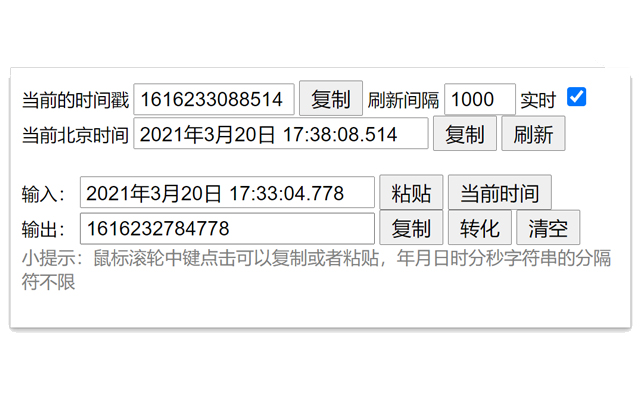 当前的时间戳 1616233088514 复制 刷新间隔 1000 实时
当前北京时间 2021年3月20日 17:38:08.514 复制 刷新
输入： 2021年3月20日 17:33:04.778 粘贴 当前时间
输出： 1616232784778 复制 转化 清空
小提示：鼠标滚轮中键点击可以复制或者粘贴，年月日时分秒字符串的分隔
符不限